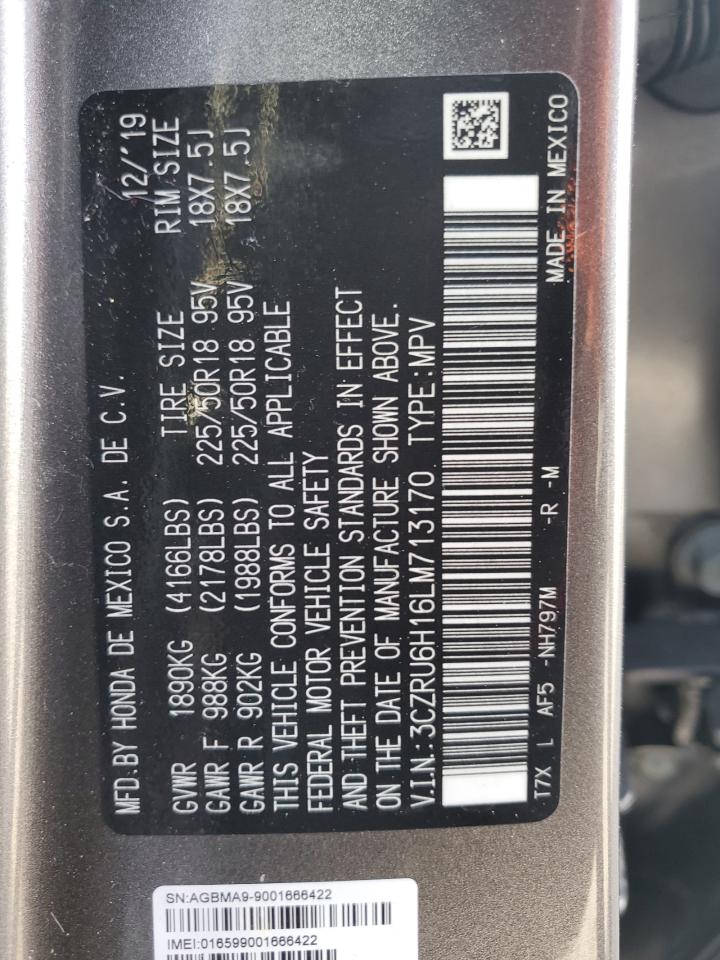 MFD.BY HONDA DE MEXICO S.A. DE C.V. 12/'19
GVWR 1890KG (4166LBS) TIRE SIZE RIM SIZE
GAWR F 988KG (2178LBS) 225/50R18 95V 18X7.5J
GAWR R 902KG (1988LBS) 225/50R18 95V 18X7.5J
THIS VEHICLE CONFORMS TO ALL APPLICABLE
FEDERAL MOTOR VEHICLE SAFETY
AND THEFT PREVENTION STANDARDS IN EFFECT
ON THE DATE OF MANUFACTURE SHOWN ABOVE.
V.I.N.:3CZRU6H16LM713170 TYPE:MPV
T7X L AF5 -NH797M -R -M
MADE IN MEXICO
SN:AGBMA9-9001666422
IMEI:016599001666422